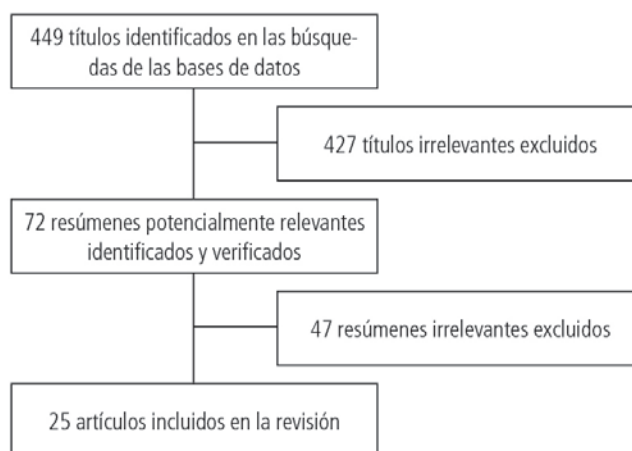 449 títulos identificados en las búsque-
das de las bases de datos
427 títulos irrelevantes excluidos
72 resúmenes potencialmente relevantes
identificados y verificados
47 resúmenes irrelevantes excluidos
25 artículos incluidos en la revisión